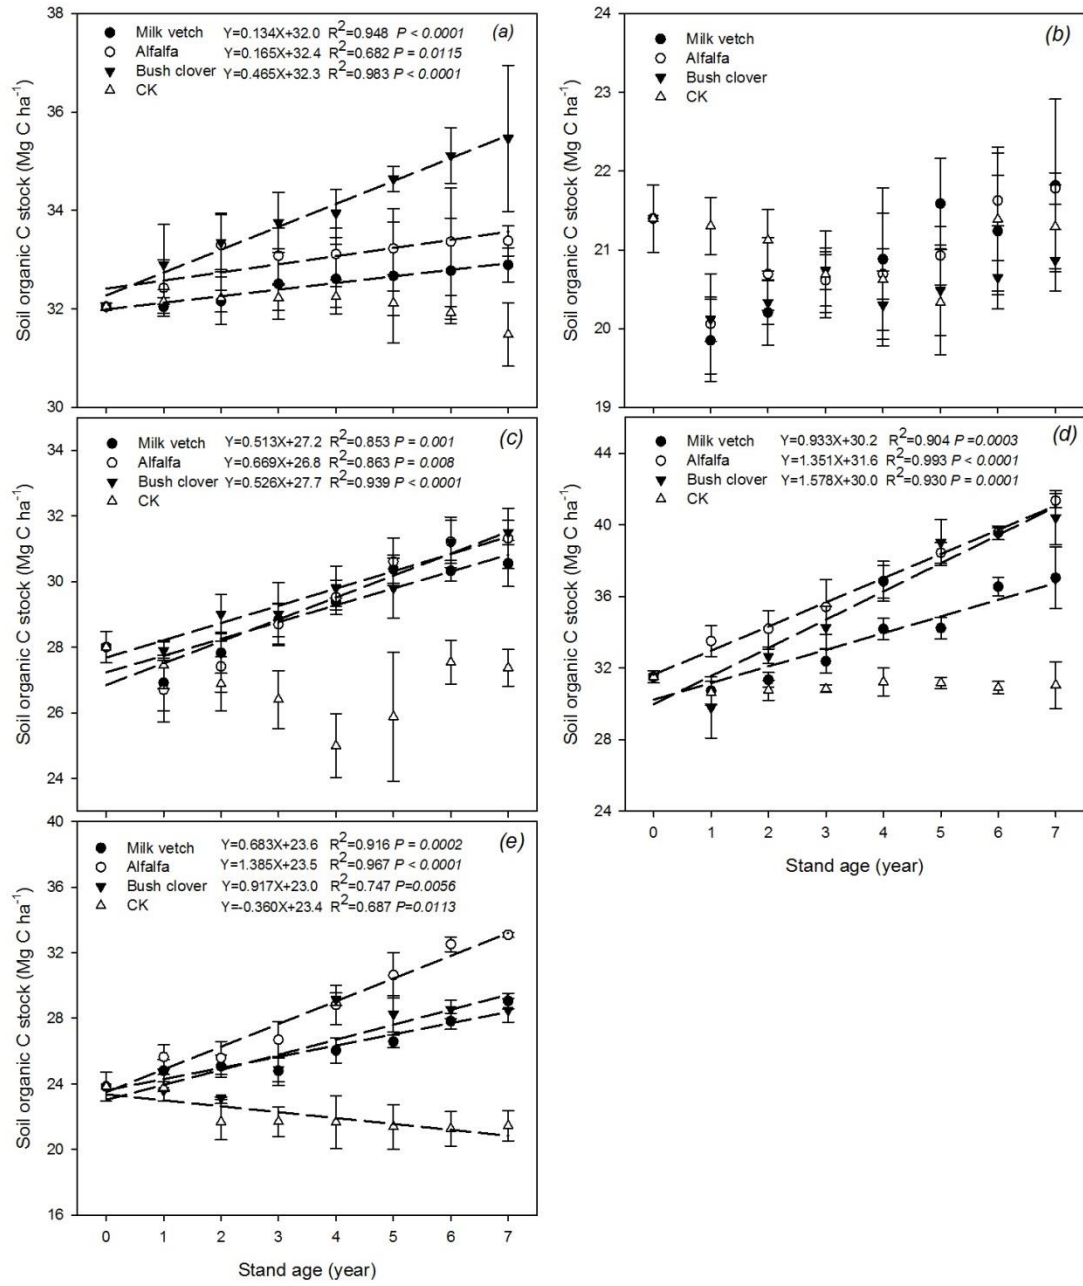 (a)
Milk vetch Y=0.134X+32.0 R²=0.948 P < 0.0001
Alfalfa Y=0.165X+32.4 R²=0.682 P = 0.0115
Bush clover Y=0.465X+32.3 R²=0.983 P < 0.0001
CK
Soil organic C stock (Mg C ha⁻¹)
38
36
34
32
30
(b)
Milk vetch
Alfalfa
Bush clover
CK
Soil organic C stock (Mg C ha⁻¹)
24
23
22
21
20
19
(c)
Milk vetch Y=0.513X+27.2 R²=0.853 P = 0.001
Alfalfa Y=0.669X+26.8 R²=0.863 P = 0.008
Bush clover Y=0.526X+27.7 R²=0.939 P < 0.0001
CK
Soil organic C stock (Mg C ha⁻¹)
34
32
30
28
26
24
(d)
Milk vetch Y=0.933X+30.2 R²=0.904 P =0.0003
Alfalfa Y=1.351X+31.6 R²=0.993 P < 0.0001
Bush clover Y=1.578X+30.0 R²=0.930 P = 0.0001
CK
Soil organic C stock (Mg C ha⁻¹)
44
40
36
32
28
24
0 1 2 3 4 5 6 7
Stand age (year)
(e)
Milk vetch Y=0.683X+23.6 R²=0.916 P = 0.0002
Alfalfa Y=1.385X+23.5 R²=0.967 P < 0.0001
Bush clover Y=0.917X+23.0 R²=0.747 P=0.0056
CK Y=-0.360X+23.4 R²=0.687 P=0.0113
Soil organic C stock (Mg C ha⁻¹)
40
36
32
28
24
20
16
0 1 2 3 4 5 6 7
Stand age (year)